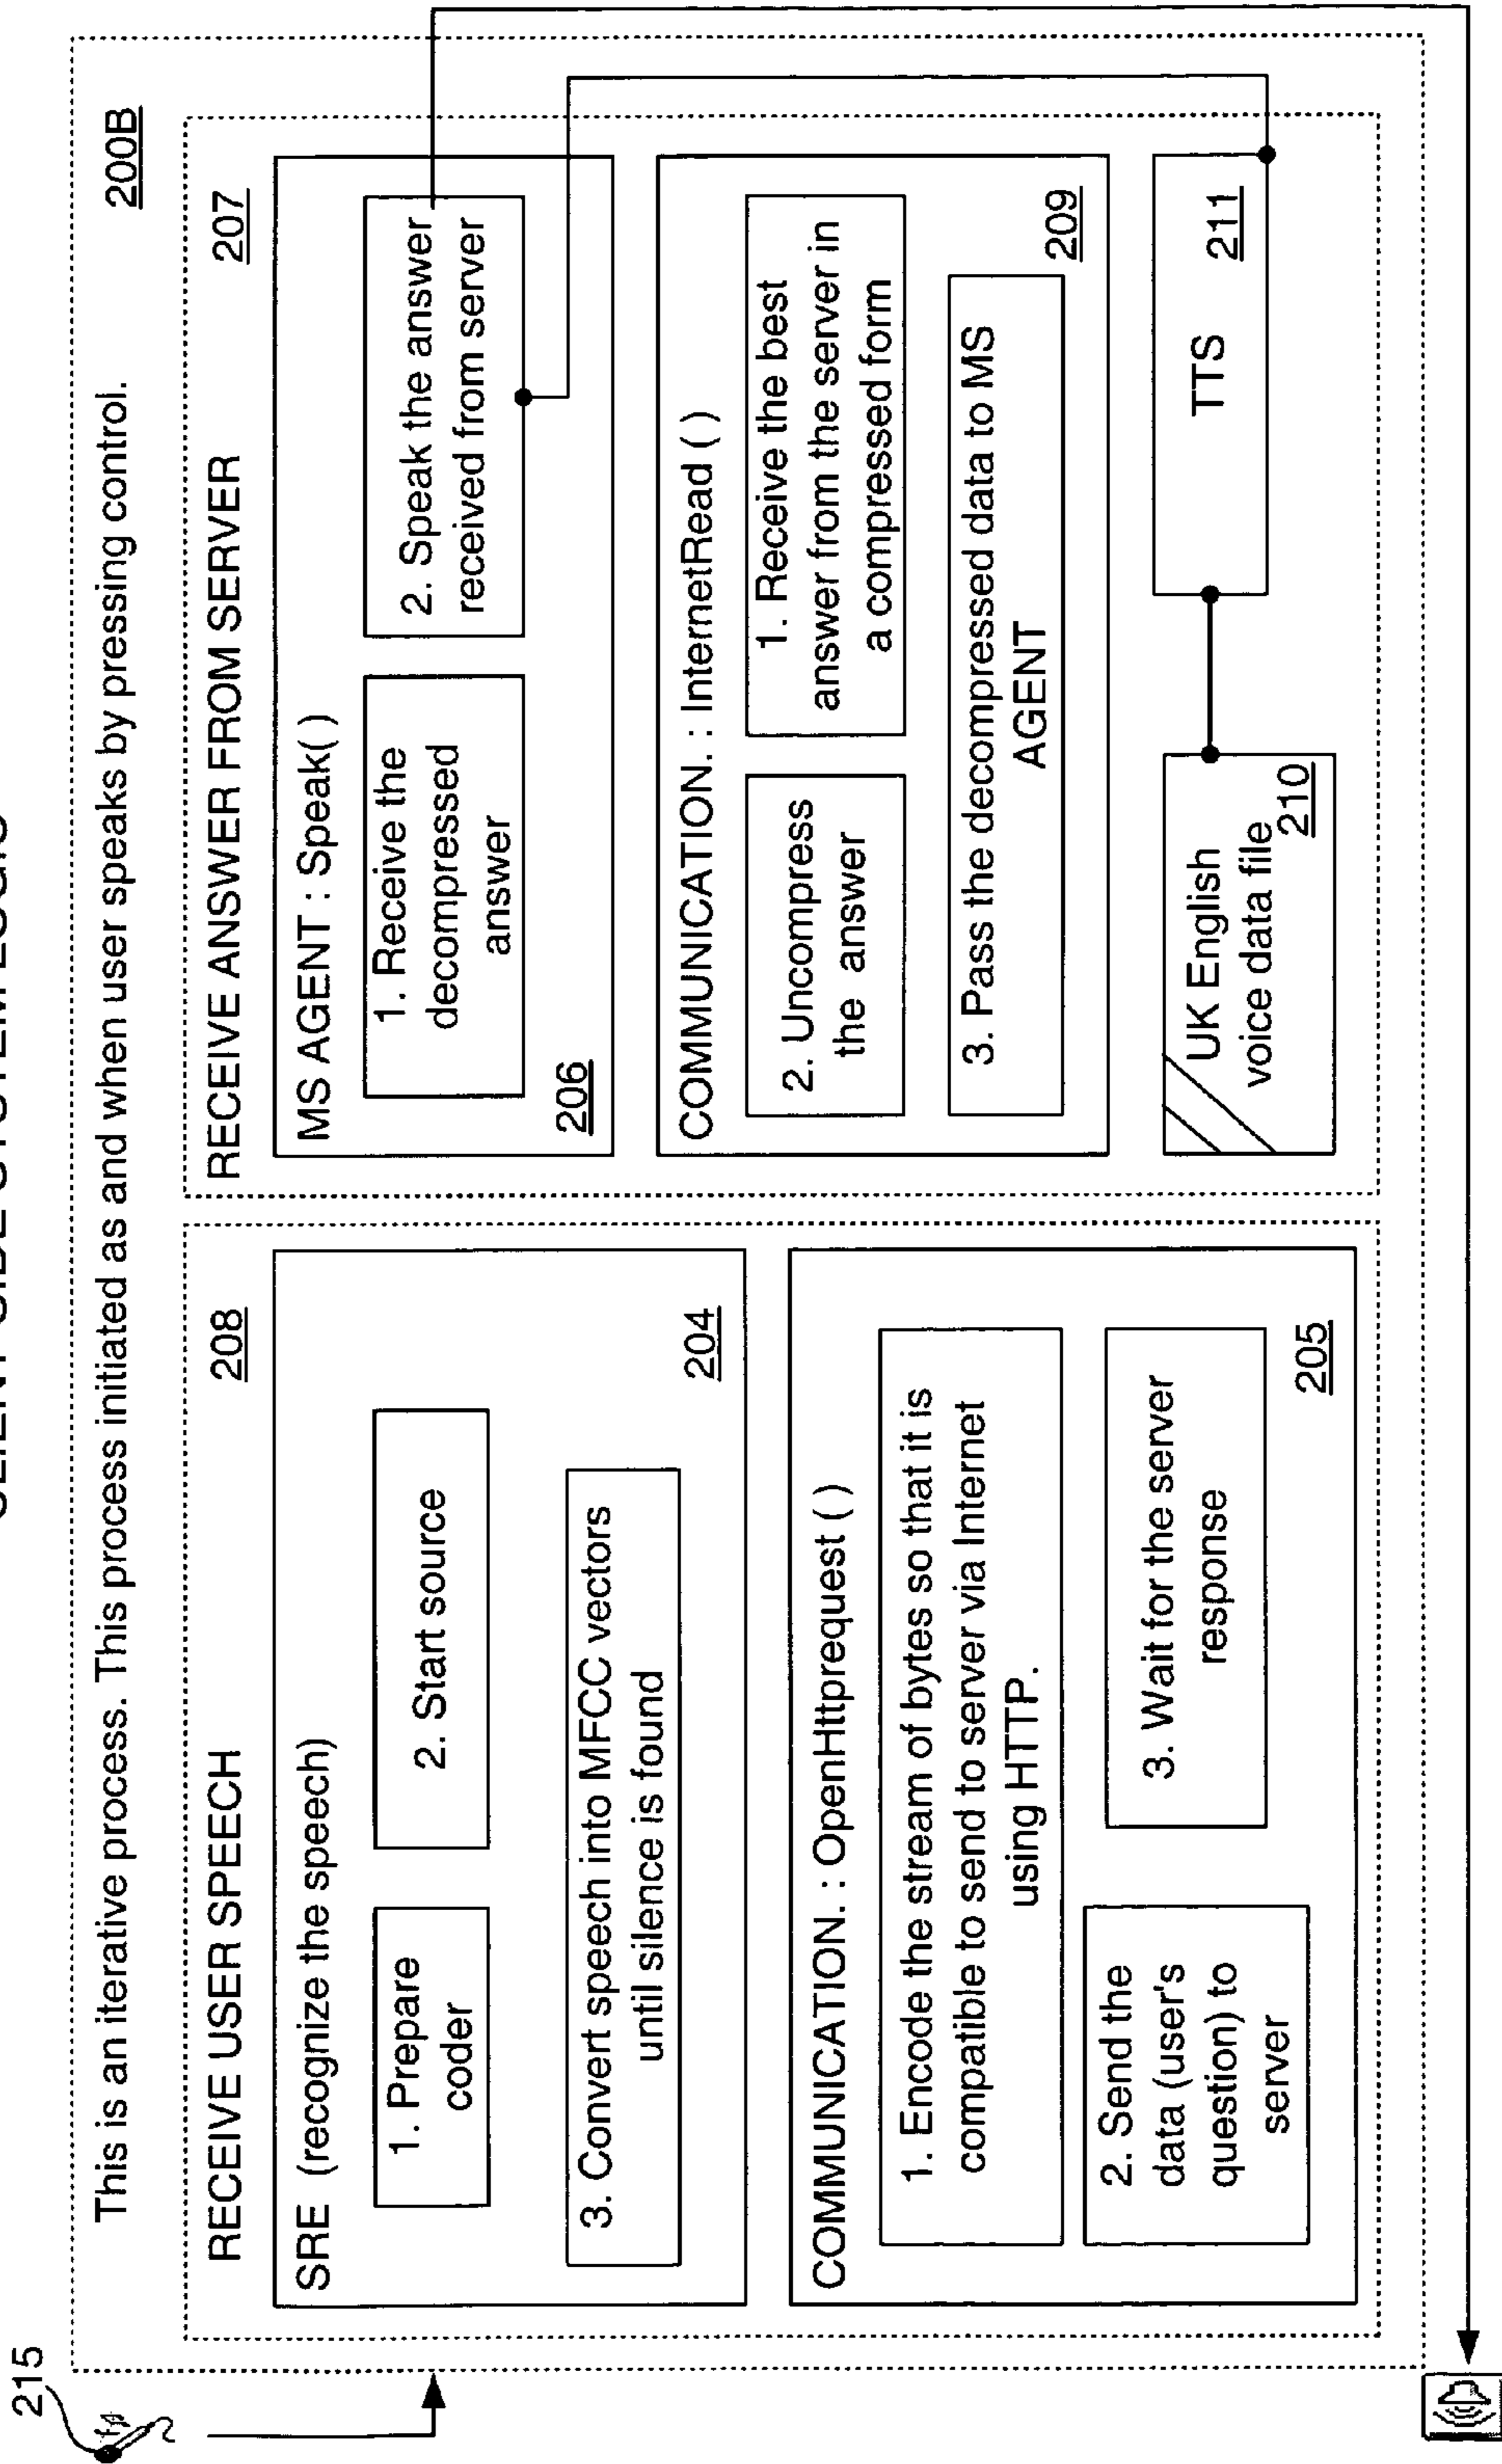 This is an iterative process. This process initiated as and when user speaks by pressing control.
200B
215
RECEIVE USER SPEECH
208
SRE (recognize the speech)
1. Prepare
coder
2. Start source
3. Convert speech into MFCC vectors
until silence is found
204
COMMUNICATION. : OpenHttprequest ( )
1. Encode the stream of bytes so that it is
compatible to send to server via Internet
using HTTP.
2. Send the
data (user's
question) to
server
3. Wait for the server
response
205
RECEIVE ANSWER FROM SERVER
207
MS AGENT : Speak( )
1. Receive the
decompressed
answer
2. Speak the answer
received from server
206
COMMUNICATION. : InternetRead ( )
2. Uncompress
the answer
1. Receive the best
answer from the server in
a compressed form
3. Pass the decompressed data to MS
AGENT
209
UK English
voice data file
210
TTS
211